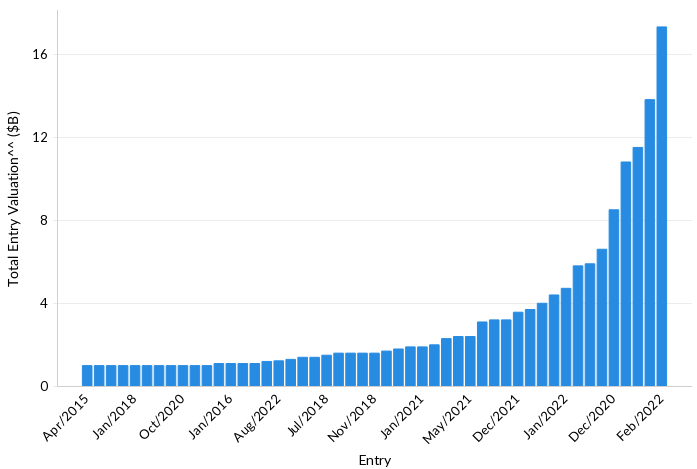 Total Entry Valuation^^ ($B)
16
12
8
4
0
Apr/2015
Jan/2018
Oct/2020
Jan/2016
Aug/2022
Jul/2018
Nov/2018
Jan/2021
May/2021
Dec/2021
Jan/2022
Dec/2020
Feb/2022
Entry